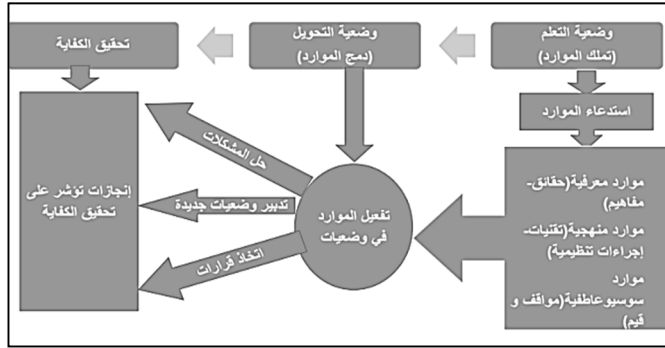 وضعية التعلم
(تملك الموارد)
وضعية التحويل
(دمج الموارد)
تحقيق الكفاية
استدعاء الموارد
موارد معرفية(حقائق-
مفاهيم)
موارد منهجية(تقنيات-
إجراءات تنظيمية)
موارد
سوسيوعاطفية(مواقف و
قيم)
تفعيل الموارد
في وضعيات
حل المشكلات
تدبير وضعيات جديدة
اتخاذ قرارات
إنجازات تؤشر على
تحقيق الكفاية